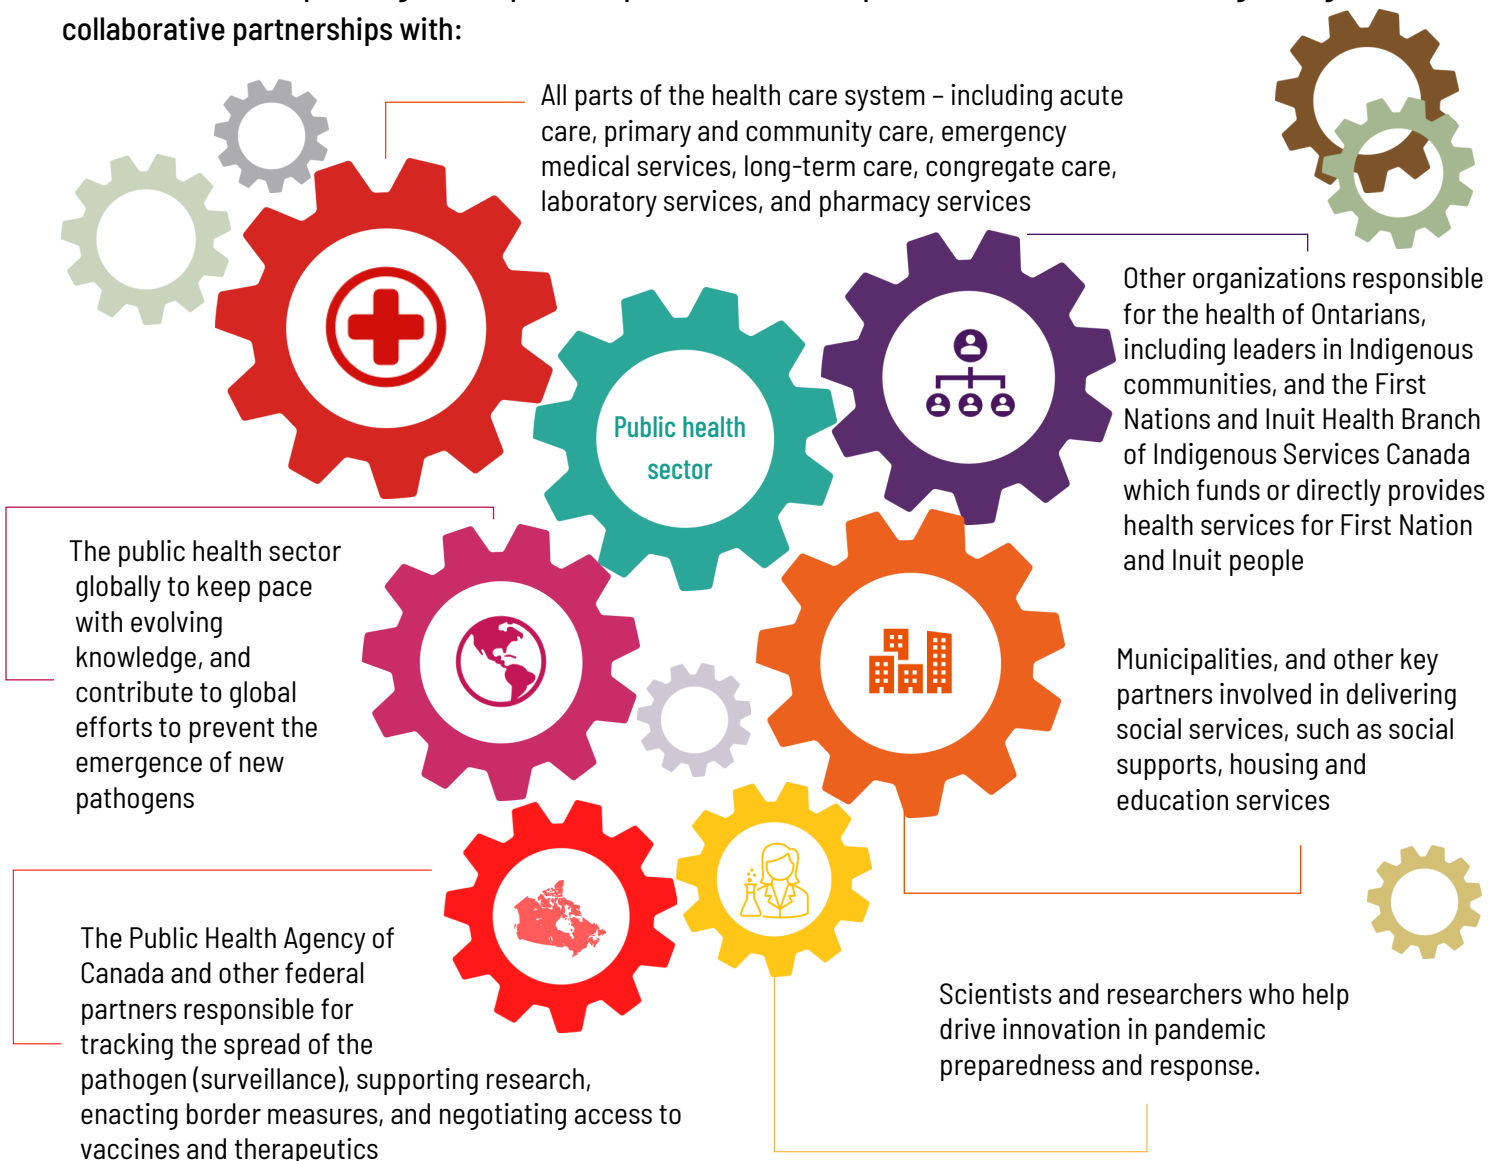 collaborative partnerships with:
All parts of the health care system – including acute
care, primary and community care, emergency
medical services, long-term care, congregate care,
laboratory services, and pharmacy services
Other organizations responsible
for the health of Ontarians,
including leaders in Indigenous
communities, and the First
Nations and Inuit Health Branch
of Indigenous Services Canada
which funds or directly provides
health services for First Nation
and Inuit people
Public health
sector
The public health sector
globally to keep pace
with evolving
knowledge, and
contribute to global
efforts to prevent the
emergence of new
pathogens
Municipalities, and other key
partners involved in delivering
social services, such as social
supports, housing and
education services
The Public Health Agency of
Canada and other federal
partners responsible for
tracking the spread of the
pathogen (surveillance), supporting research,
enacting border measures, and negotiating access to
vaccines and therapeutics
Scientists and researchers who help
drive innovation in pandemic
preparedness and response.